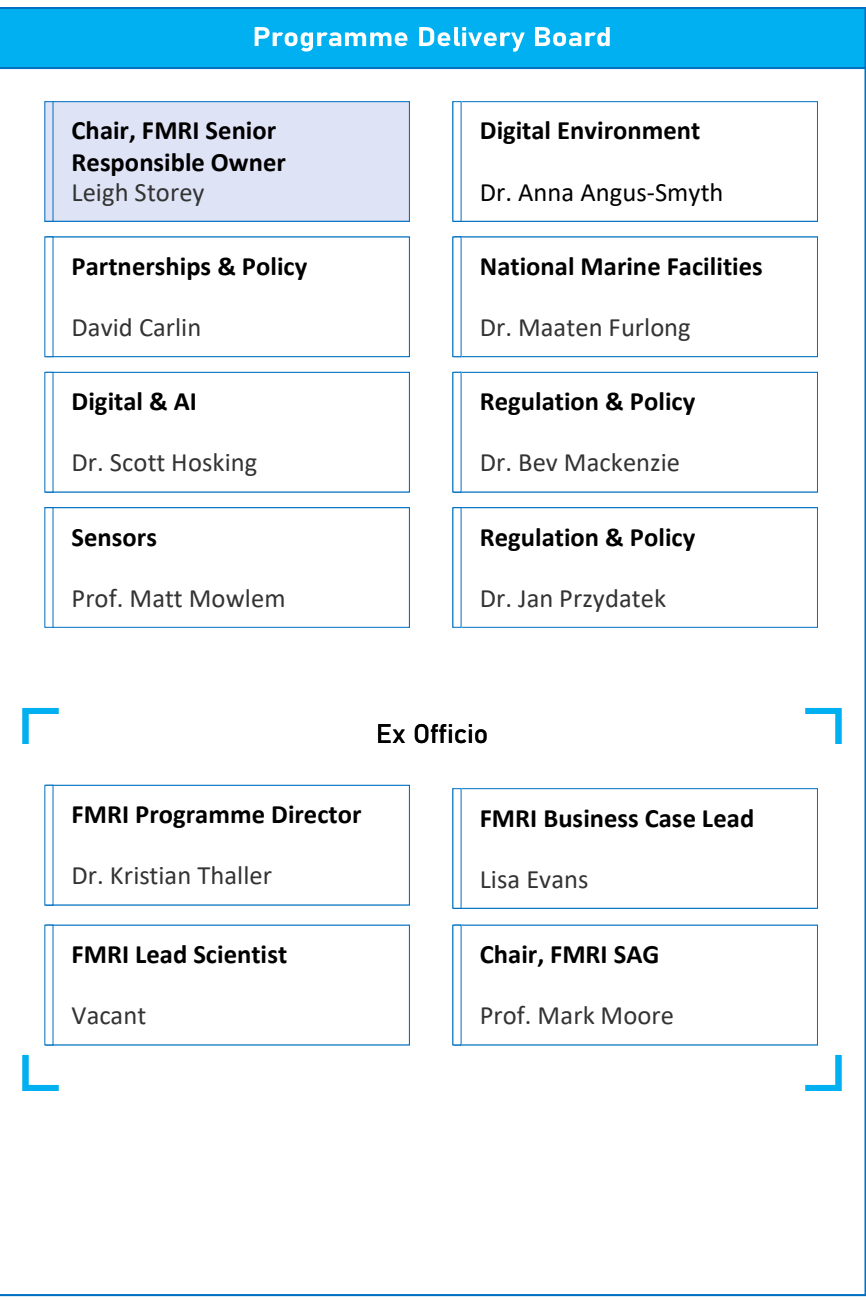 Programme Delivery Board
Chair, FMRI Senior
Responsible Owner
Leigh Storey
Digital Environment
Dr. Anna Angus-Smyth
Partnerships & Policy
David Carlin
National Marine Facilities
Dr. Maaten Furlong
Digital & AI
Dr. Scott Hosking
Regulation & Policy
Dr. Bev Mackenzie
Sensors
Prof. Matt Mowlem
Regulation & Policy
Dr. Jan Przydatek
Ex Officio
FMRI Programme Director
Dr. Kristian Thaller
FMRI Business Case Lead
Lisa Evans
FMRI Lead Scientist
Vacant
Chair, FMRI SAG
Prof. Mark Moore